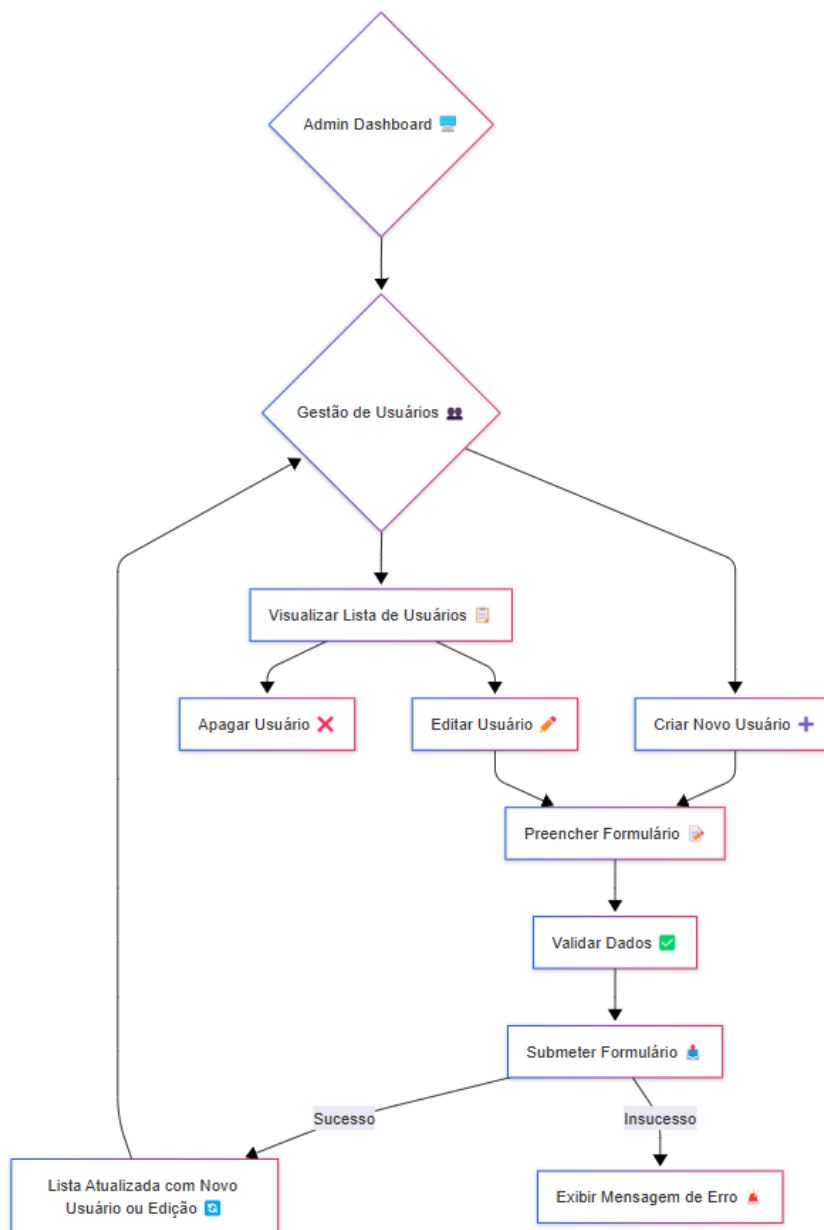 Admin Dashboard 🖥️
Gestão de Usuários 👥
Visualizar Lista de Usuários 📋
Apagar Usuário ❌
Editar Usuário ✏️
Criar Novo Usuário ➕
Preencher Formulário 📝
Validar Dados ✅
Submeter Formulário 📤
Sucesso
Insucesso
Lista Atualizada com Novo
Usuário ou Edição 🔄
Exibir Mensagem de Erro 🚨